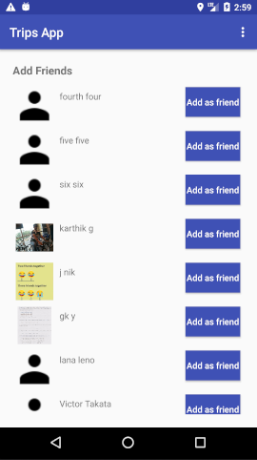 2:59
Trips App
Add Friends
fourth four
Add as friend
five five
Add as friend
six six
Add as friend
karthik g
Add as friend
j nik
Add as friend
gk y
Add as friend
lana leno
Add as friend
Victor Takata
Add as friend